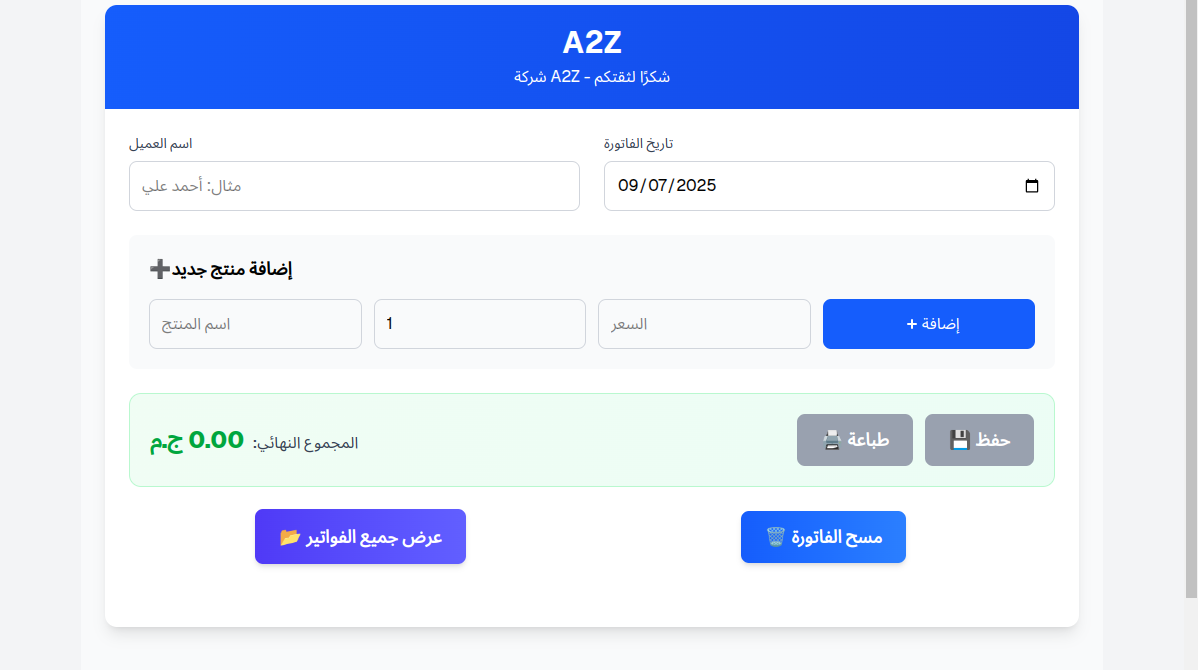 A2Z
شكرًا لثقتكم - A2Z شركة
اسم العميل
مثال: أحمد علي
تاريخ الفاتورة
09/07/2025
إضافة منتج جديد➕
اسم المنتج
1
السعر
إضافة +
المجموع النهائي: 0.00 ج.م
طباعة 🖨️
حفظ 💾
عرض جميع الفواتير 📂
مسح الفاتورة 🗑️